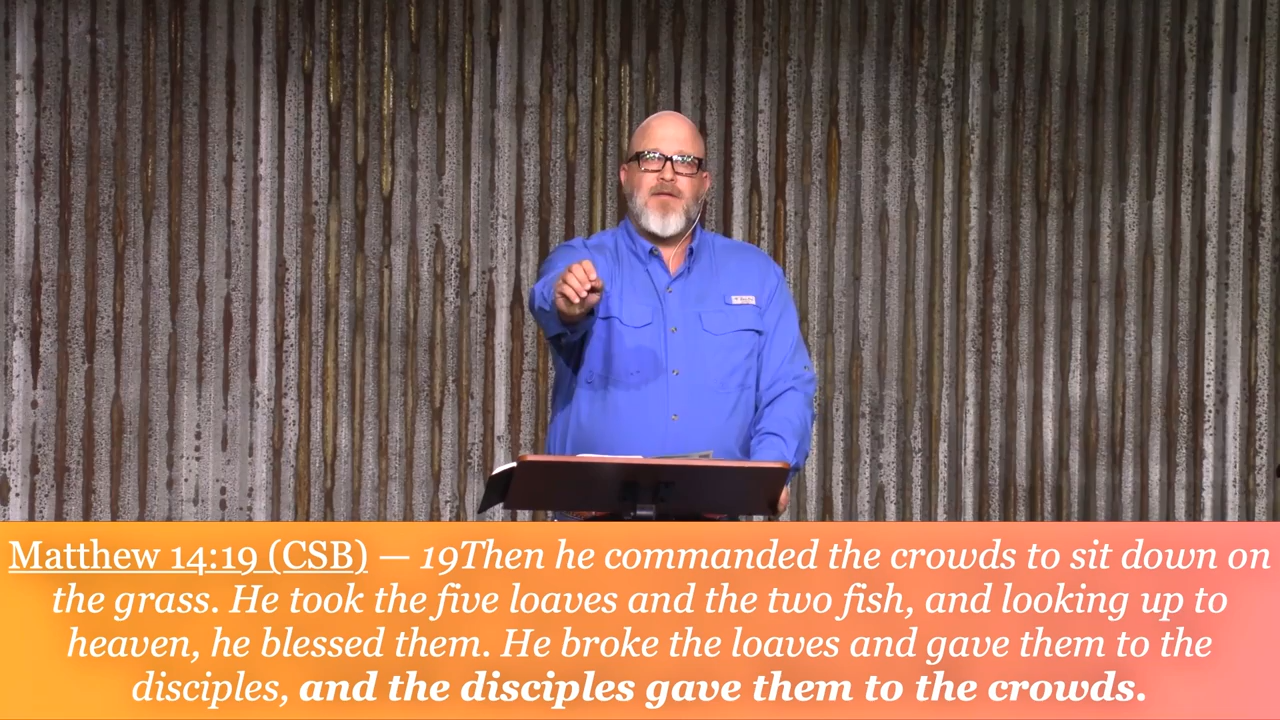 Matthew 14:19 (CSB) — 19Then he commanded the crowds to sit down on
the grass. He took the five loaves and the two fish, and looking up to
heaven, he blessed them. He broke the loaves and gave them to the
disciples, and the disciples gave them to the crowds.